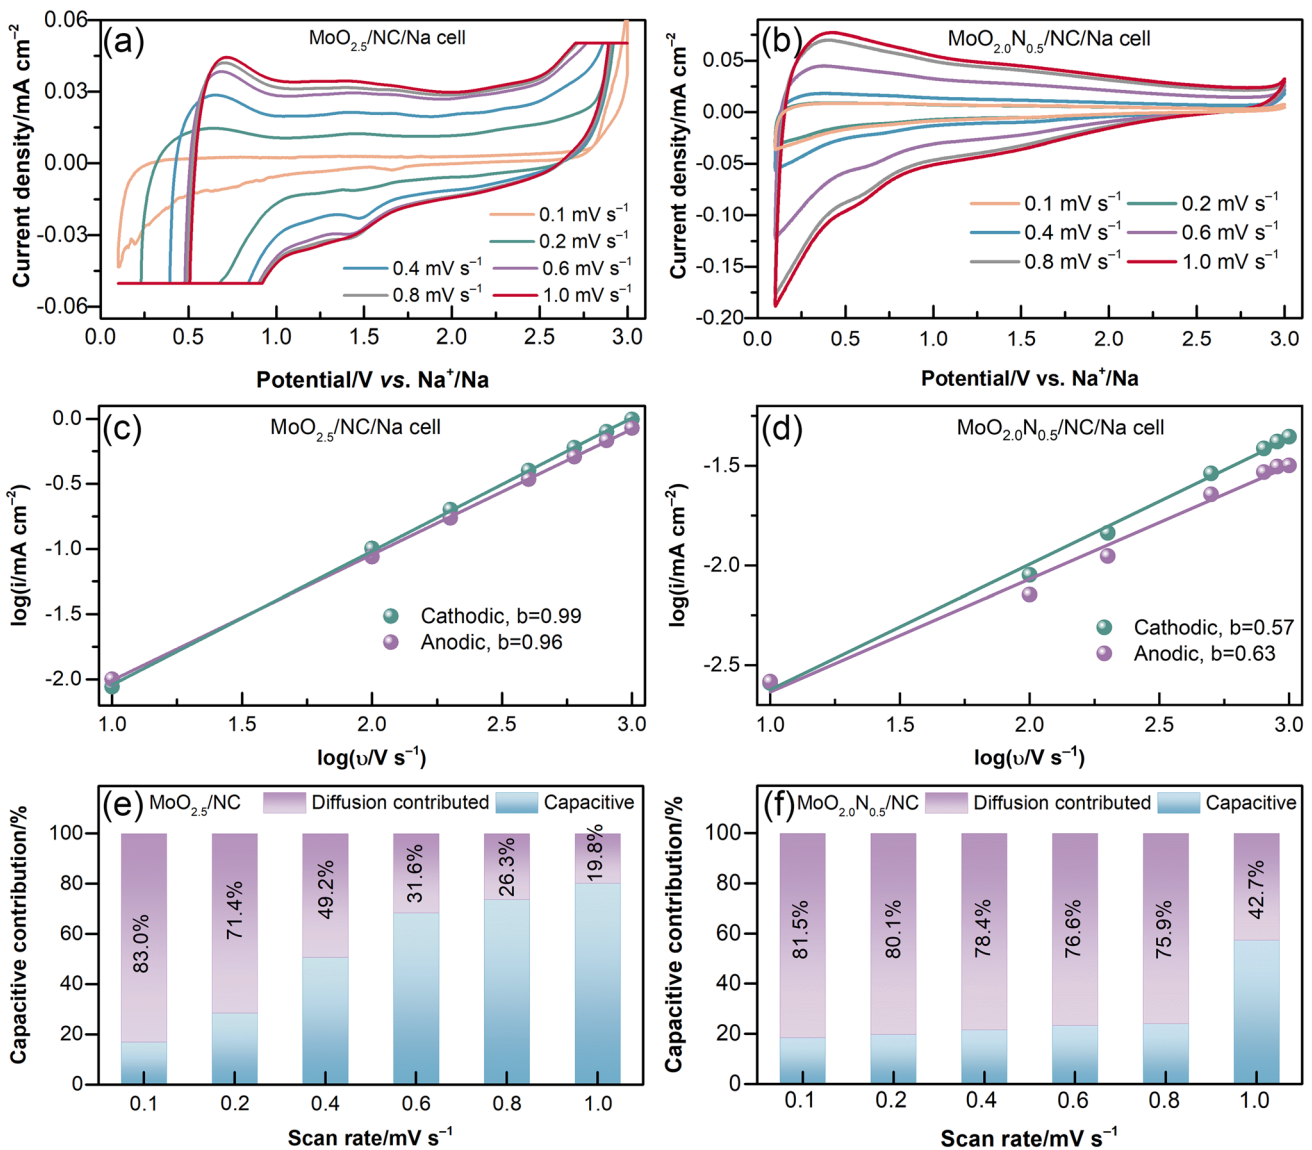 (a)
MoO2.5/NC/Na cell
Current density/mA cm−2
0.06
0.03
0.00
-0.03
-0.06
0.1 mV s−1
0.2 mV s−1
0.4 mV s−1
0.6 mV s−1
0.8 mV s−1
1.0 mV s−1
0.0 0.5 1.0 1.5 2.0 2.5 3.0
Potential/V vs. Na+/Na
(b)
MoO2.0N0.5/NC/Na cell
Current density/mA cm−2
0.05
0.00
-0.05
-0.10
-0.15
-0.20
0.1 mV s−1 0.2 mV s−1
0.4 mV s−1 0.6 mV s−1
0.8 mV s−1 1.0 mV s−1
0.0 0.5 1.0 1.5 2.0 2.5 3.0
Potential/V vs. Na+/Na
(c)
MoO2.5/NC/Na cell
log(i/mA cm−2)
0.0
-0.5
-1.0
-1.5
-2.0
Cathodic, b=0.99
Anodic, b=0.96
1.0 1.5 2.0 2.5 3.0
log(υ/V s−1)
(d)
MoO2.0N0.5/NC/Na cell
log(i/mA cm−2)
-1.5
-2.0
-2.5
Cathodic, b=0.57
Anodic, b=0.63
1.0 1.5 2.0 2.5 3.0
log(υ/V s−1)
(e)
MoO2.5/NC Diffusion contributed Capacitive
Capacitive contribution/%
100
80
60
40
20
0
83.0%
71.4%
49.2%
31.6%
26.3%
19.8%
0.1 0.2 0.4 0.6 0.8 1.0
Scan rate/mV s−1
(f)
MoO2.0N0.5/NC Diffusion contributed Capacitive
Capacitive contribution/%
100
80
60
40
20
0
81.5%
80.1%
78.4%
76.6%
75.9%
42.7%
0.1 0.2 0.4 0.6 0.8 1.0
Scan rate/mV s−1